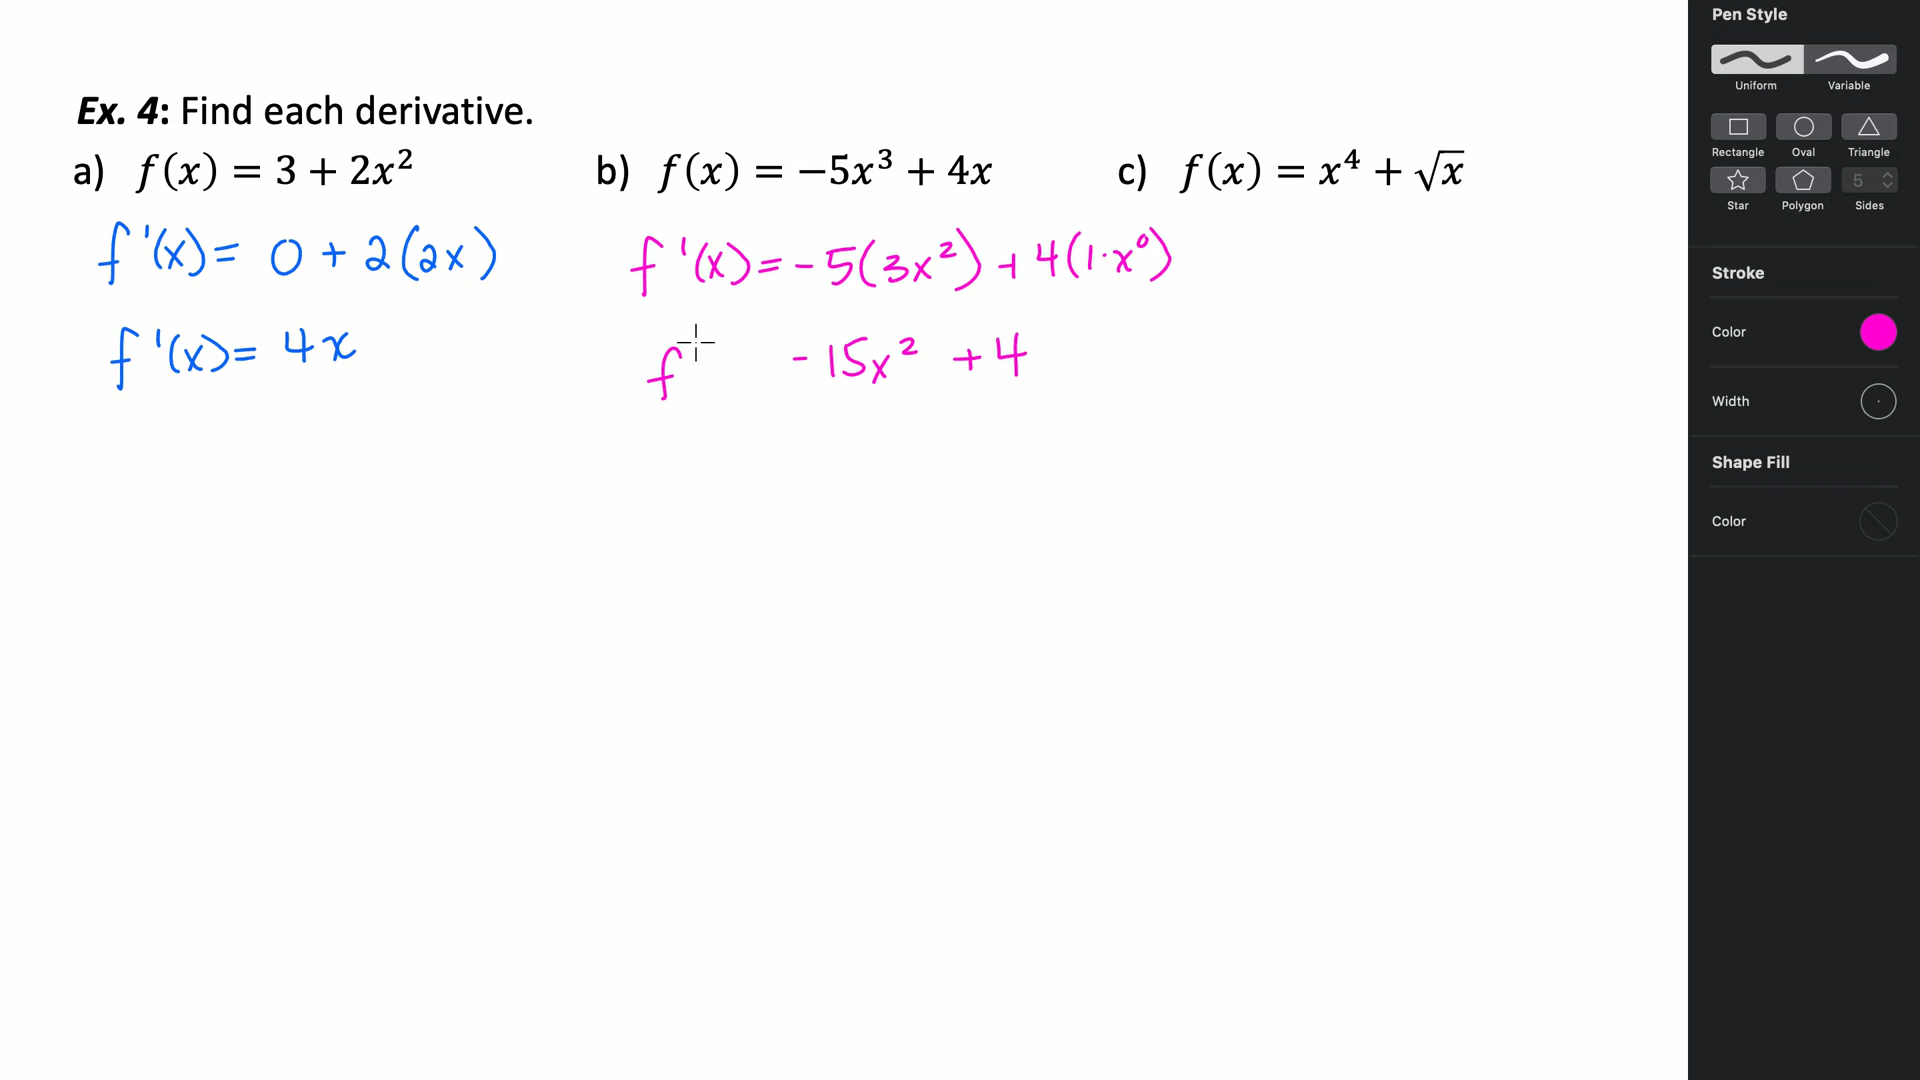 Ex. 4: Find each derivative.
a) f(x) = 3 + 2x²
f'(x) = 0 + 2(2x)
f'(x) = 4x
b) f(x) = −5x³ + 4x
f'(x) = -5(3x²) + 4(1·x⁰)
f -15x² + 4
c) f(x) = x⁴ + √x
Pen Style
Uniform Variable
Rectangle Oval Triangle
5
Star Polygon Sides
Stroke
Color
Width
Shape Fill
Color